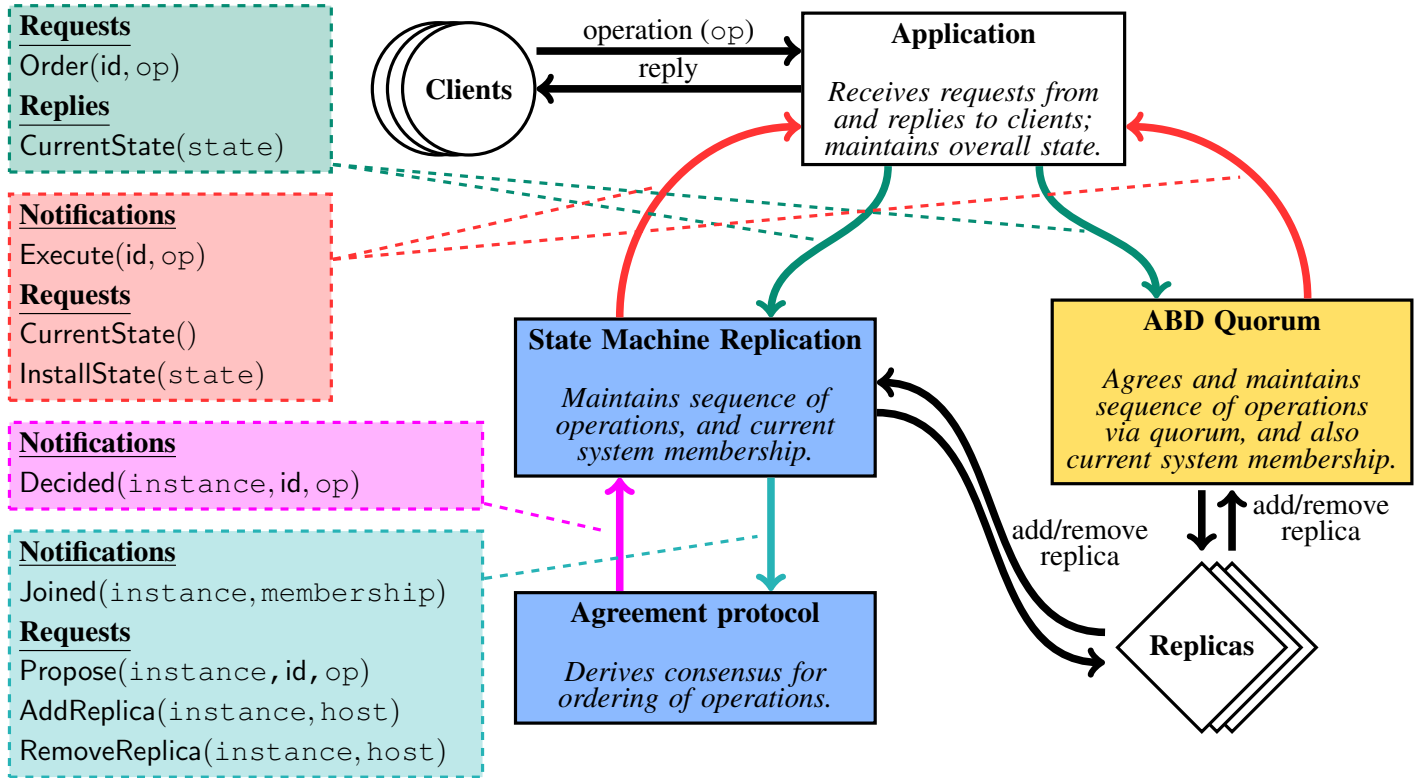 Requests
Order(id, op)
Replies
CurrentState(state)
Notifications
Execute(id, op)
Requests
CurrentState()
InstallState(state)
Notifications
Decided(instance, id, op)
Notifications
Joined(instance, membership)
Requests
Propose(instance, id, op)
AddReplica(instance, host)
RemoveReplica(instance, host)
Clients
operation (op)
reply
Application
Receives requests from
and replies to clients;
maintains overall state.
State Machine Replication
Maintains sequence of
operations, and current
system membership.
ABD Quorum
Agrees and maintains
sequence of operations
via quorum, and also
current system membership.
Agreement protocol
Derives consensus for
ordering of operations.
add/remove
replica
add/remove
replica
Replicas